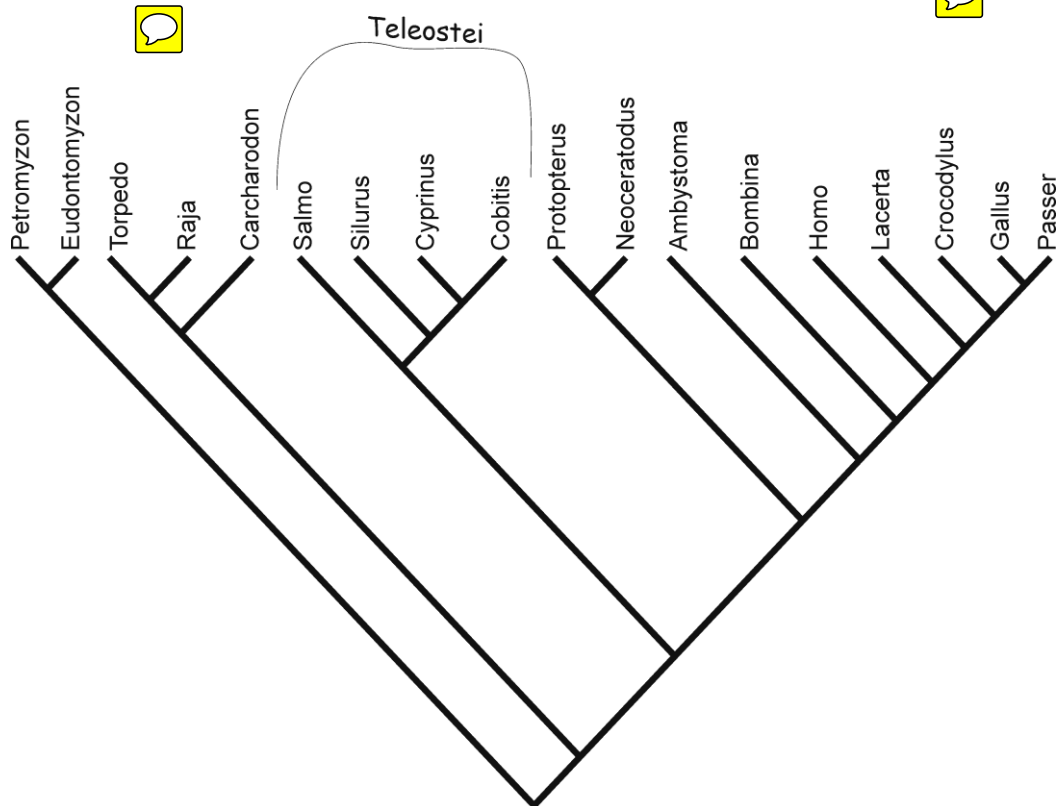 Teleostei
Petromyzon
Eudontomyzon
Torpedo
Raja
Carcharodon
Salmo
Silurus
Cyprinus
Cobitis
Protopterus
Neoceratodus
Ambystoma
Bombina
Homo
Lacerta
Crocodylus
Gallus
Passer